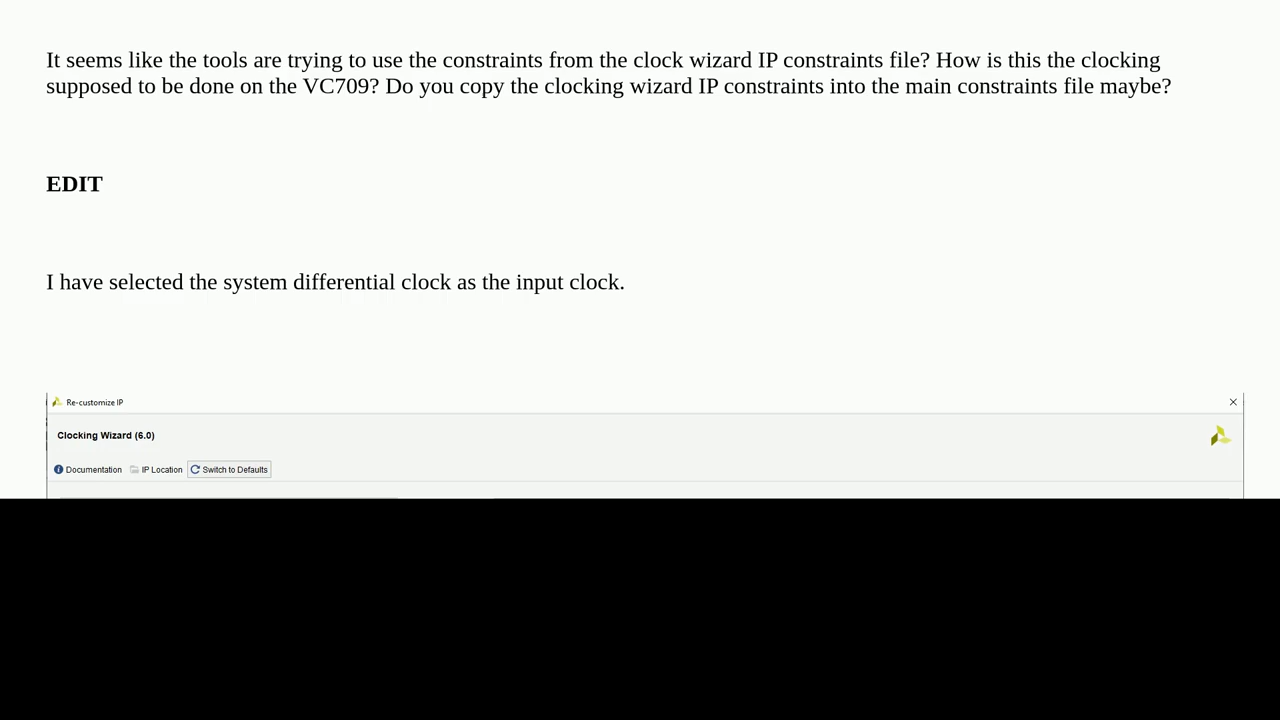 It seems like the tools are trying to use the constraints from the clock wizard IP constraints file? How is this the clocking
supposed to be done on the VC709? Do you copy the clocking wizard IP constraints into the main constraints file maybe?
EDIT
I have selected the system differential clock as the input clock.
Re-customize IP
Clocking Wizard (6.0)
Documentation IP Location Switch to Defaults